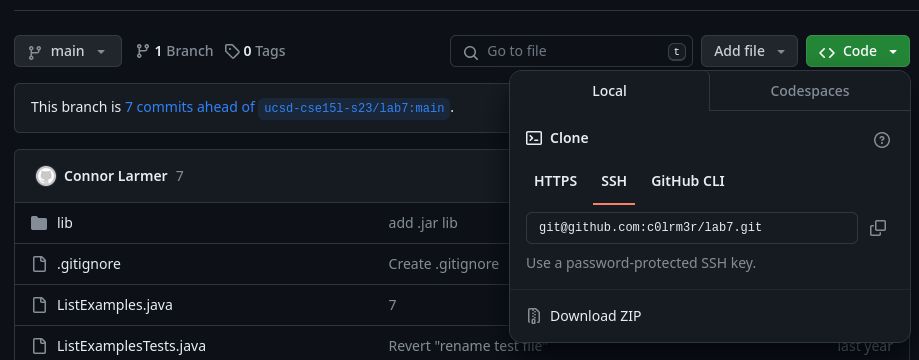 main 1 Branch 0 Tags Go to file t Add file Code
This branch is 7 commits ahead of ucsd-cse15l-s23/lab7:main.
Local Codespaces
Clone
HTTPS SSH GitHub CLI
git@github.com:c0lrm3r/lab7.git
Use a password-protected SSH key.
Download ZIP
Connor Larmer 7
lib add .jar lib
.gitignore Create .gitignore
ListExamples.java 7
ListExamplesTests.java Revert "rename test file" last year